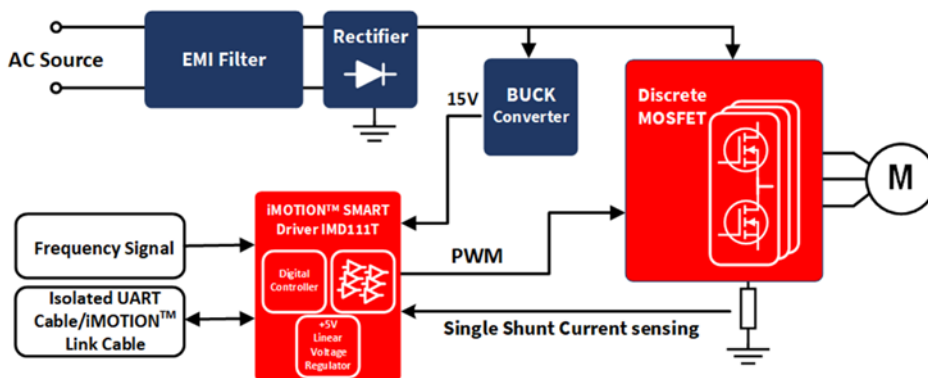 AC Source
EMI Filter
Rectifier
15V
BUCK
Converter
Discrete
MOSFET
M
iMOTION™ SMART
Driver IMD111T
Digital
Controller
+5V
Linear
Voltage
Regulator
Frequency Signal
Isolated UART
Cable/iMOTION™
Link Cable
PWM
Single Shunt Current sensing